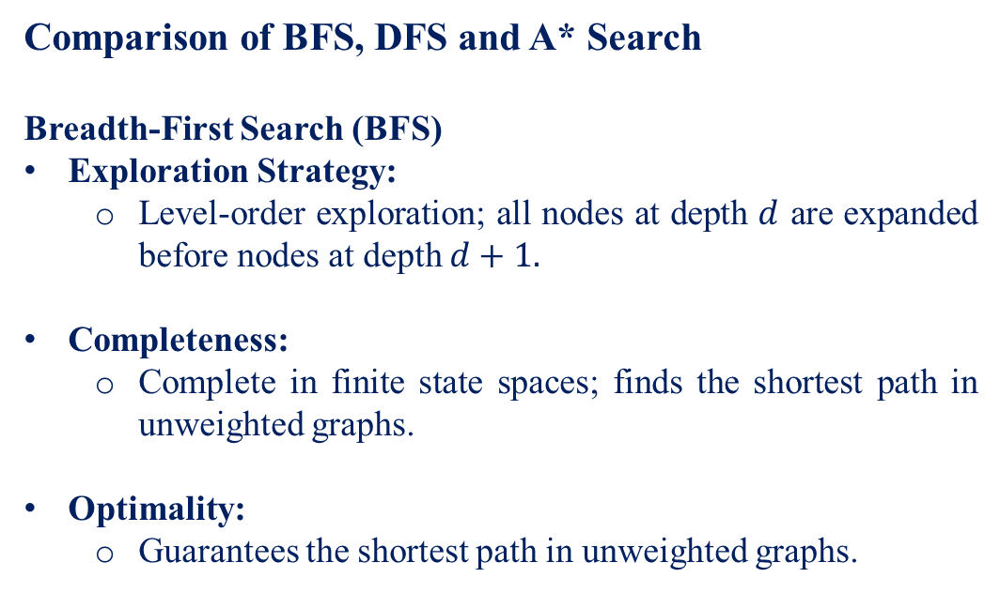 Comparison of BFS, DFS and A* Search
Breadth-First Search (BFS)
• Exploration Strategy:
o Level-order exploration; all nodes at depth d are expanded
before nodes at depth d + 1.
• Completeness:
o Complete in finite state spaces; finds the shortest path in
unweighted graphs.
• Optimality:
o Guarantees the shortest path in unweighted graphs.